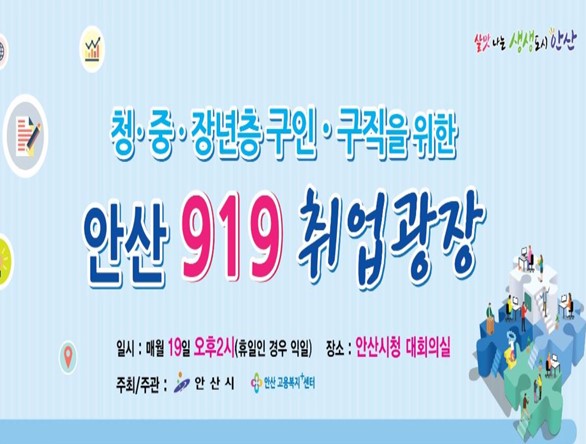 살맛 나는 생생도시 안산
청·중·장년층 구인·구직을 위한
안산 919 취업광장
일시 : 매월 19일 오후2시(휴일인 경우 익일) 장소 : 안산시청 대회의실
주최/주관 : 안산시 안산 고용복지+센터